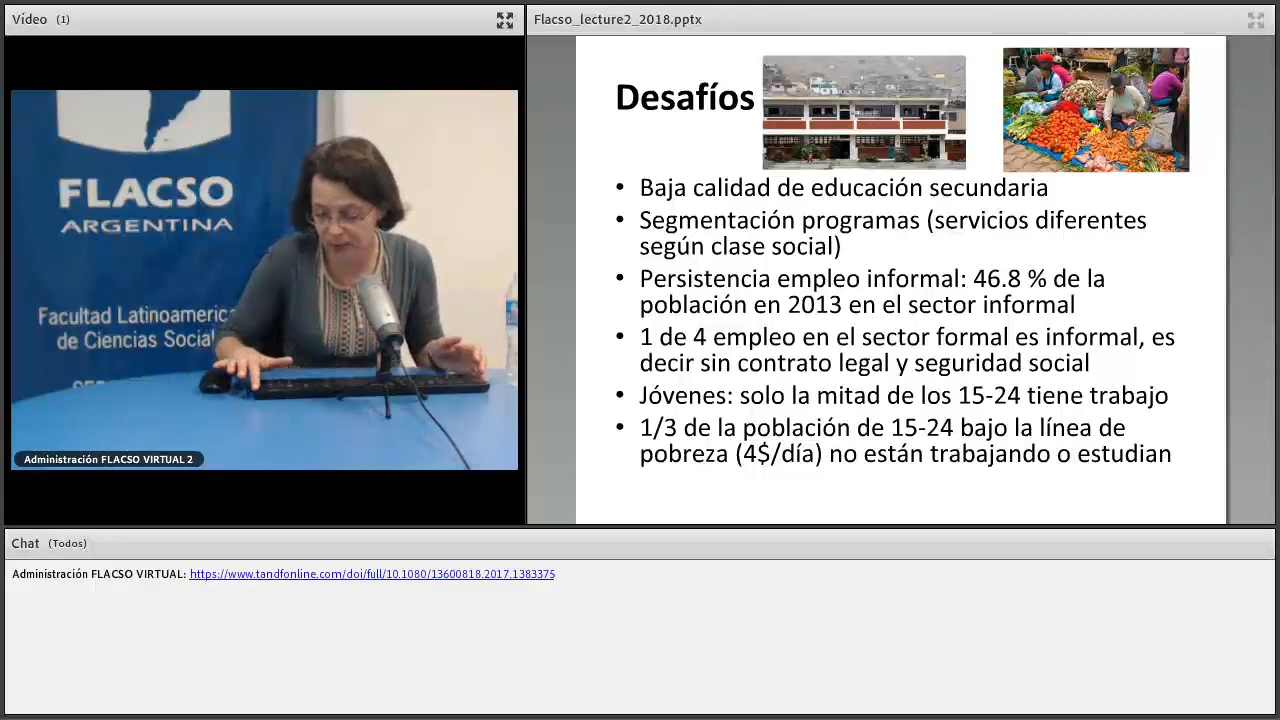 Vídeo (1)
FLACSO
ARGENTINA
Facultad Latinoameric
de Ciencias Social
Administración FLACSO VIRTUAL 2
Flacso_lecture2_2018.pptx
Desafíos
• Baja calidad de educación secundaria
• Segmentación programas (servicios diferentes
según clase social)
• Persistencia empleo informal: 46.8 % de la
población en 2013 en el sector informal
• 1 de 4 empleo en el sector formal es informal, es
decir sin contrato legal y seguridad social
• Jóvenes: solo la mitad de los 15-24 tiene trabajo
• 1/3 de la población de 15-24 bajo la línea de
pobreza (4$/día) no están trabajando o estudian
Chat (Todos)
Administración FLACSO VIRTUAL: https://www.tandfonline.com/doi/full/10.1080/13600818.2017.1383375